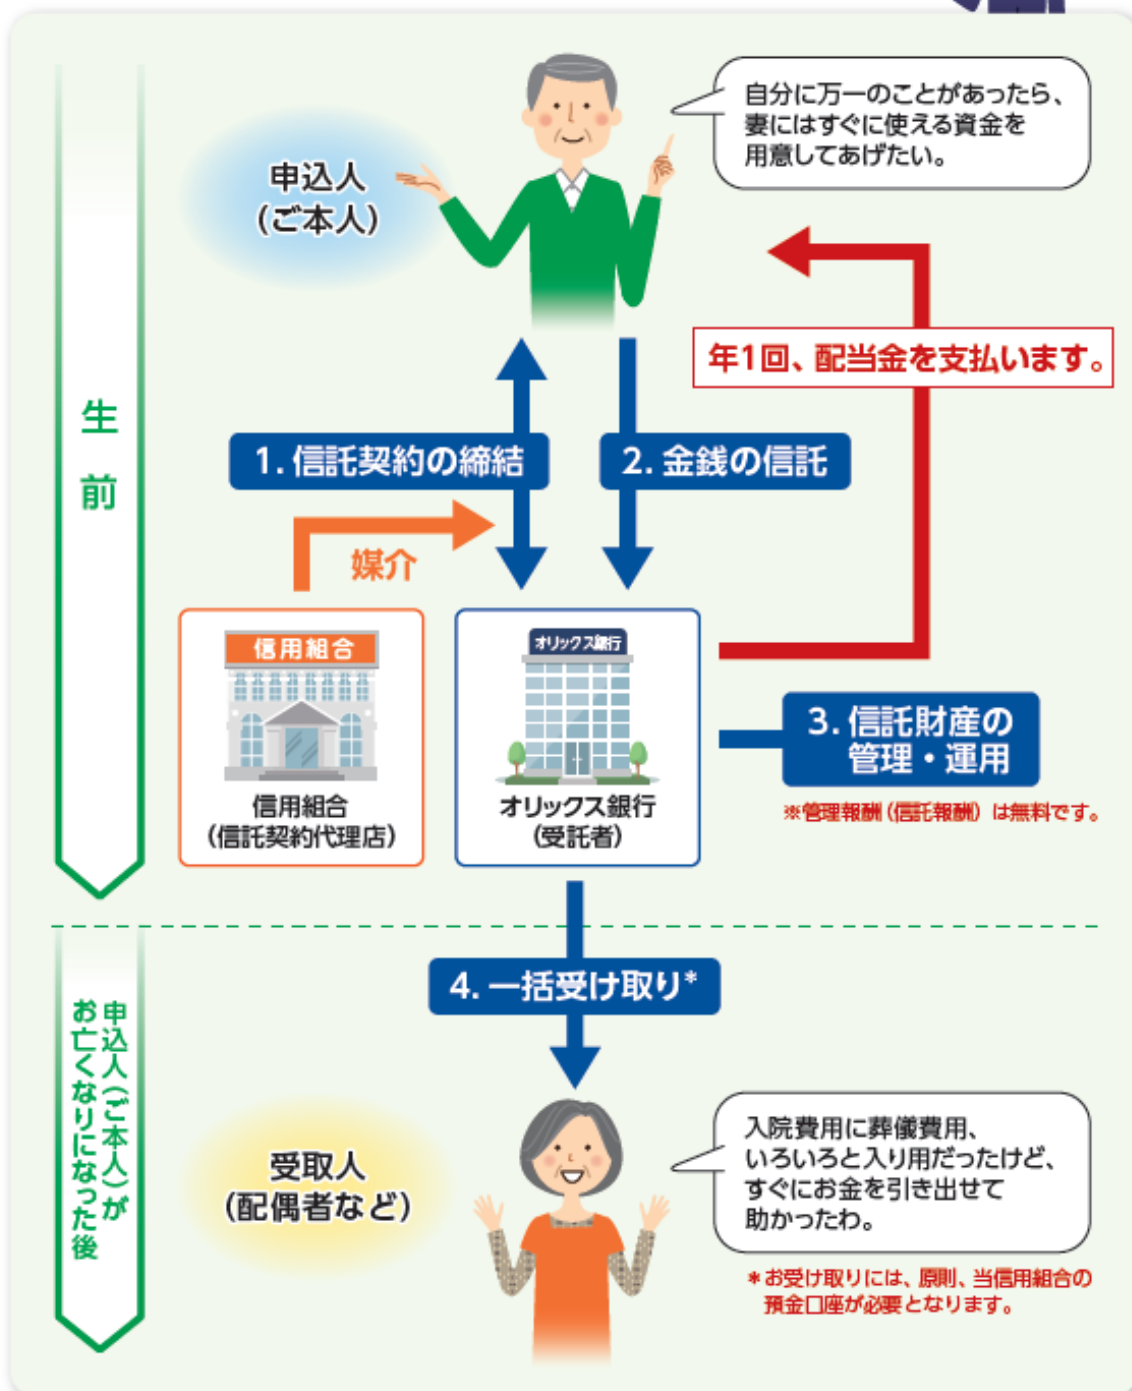 自分に万一のことがあったら、
妻にはすぐに使える資金を
用意してあげたい。
申込人
（ご本人）
年1回、配当金を支払います。
生前
1. 信託契約の締結
2. 金銭の信託
媒介
信用組合
オリックス銀行
信用組合
（信託契約代理店）
オリックス銀行
（受託者）
3. 信託財産の
管理・運用
※管理報酬（信託報酬）は無料です。
4. 一括受け取り*
申込人（ご本人）が
お亡くなりになった後
受取人
（配偶者など）
入院費用に葬儀費用、
いろいろと入り用だったけど、
すぐにお金を引き出せて
助かったわ。
*お受け取りには、原則、当信用組合の
預金口座が必要となります。